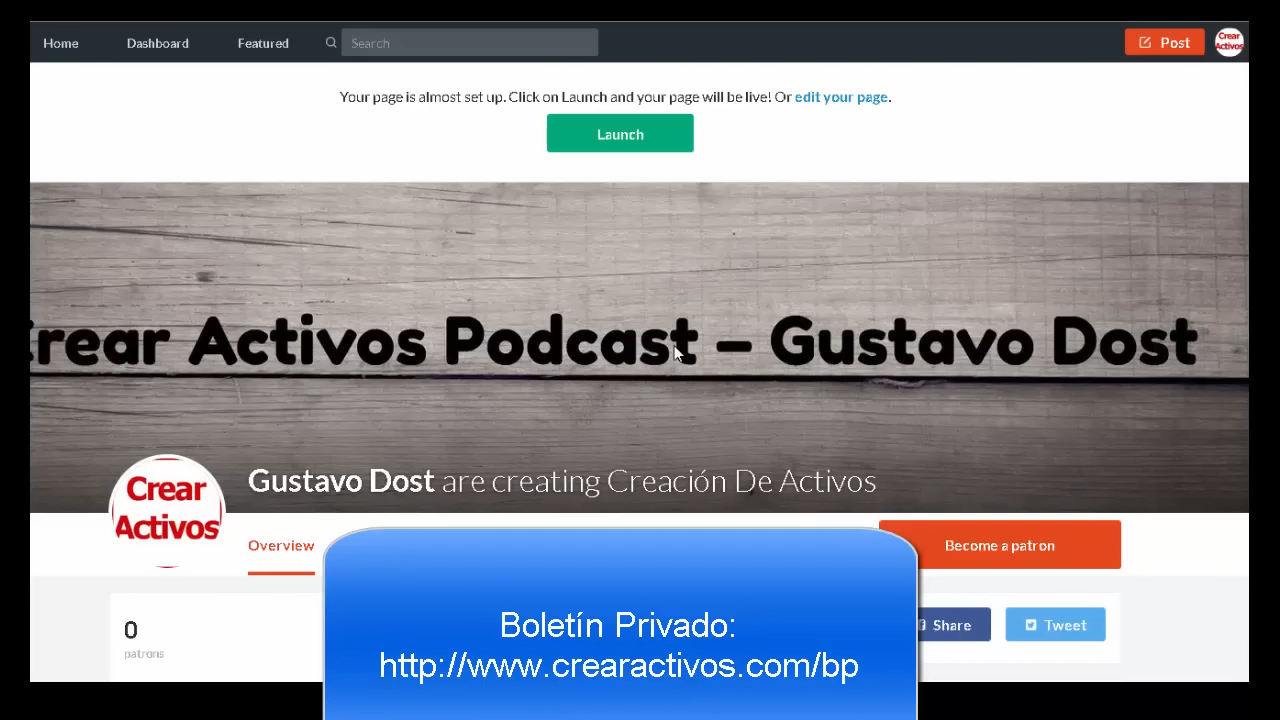 Home Dashboard Featured Search Post Crear Activos
Your page is almost set up. Click on Launch and your page will be live! Or edit your page.
Launch
rear Activos Podcast – Gustavo Dost
Gustavo Dost are creating Creación De Activos
Crear
Activos
Overview
Become a patron
0
patrons
Share
Tweet
Boletín Privado:
http://www.crearactivos.com/bp